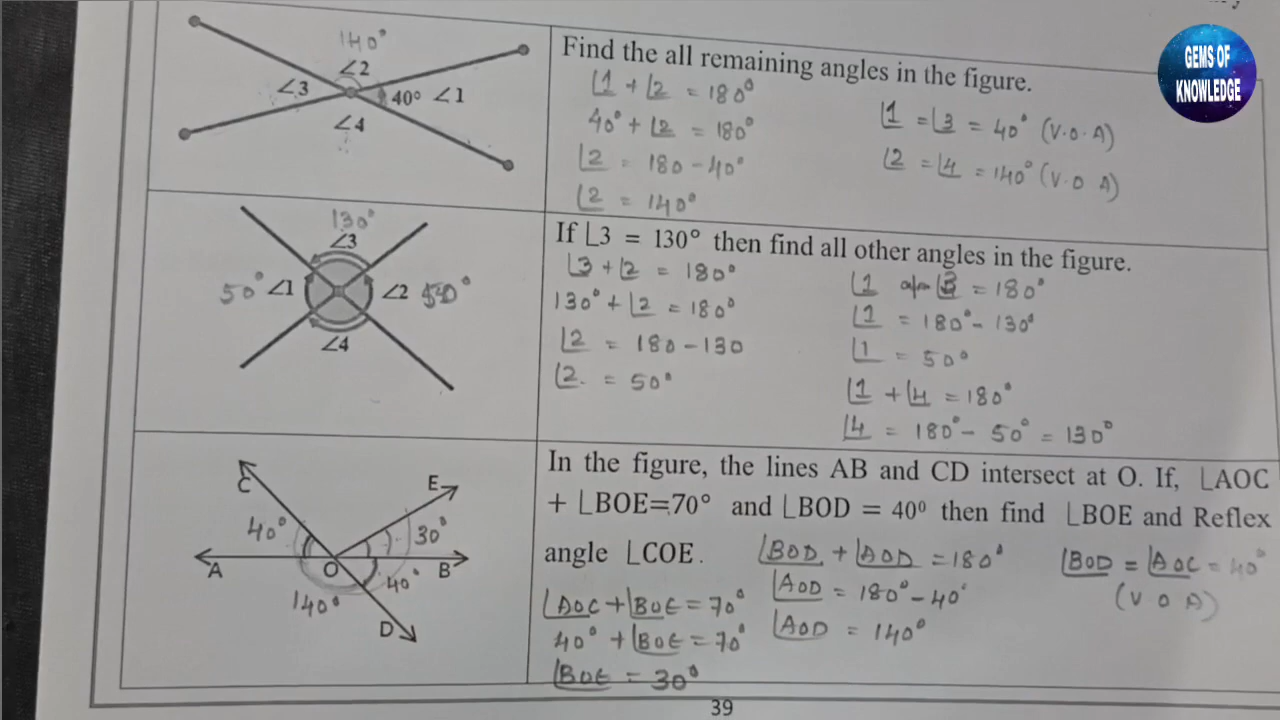 GEMS OF
KNOWLEDGE
140°
∠2
∠3
40° ∠1
∠4
Find the all remaining angles in the figure.
∠1 + ∠2 = 180°
40° + ∠2 = 180°
∠2 = 180 - 40°
∠2 = 140°
∠1 = ∠3 = 40° (V.O.A)
∠2 = ∠4 = 140° (V.O A)
130°
∠3
50° ∠1
∠2
∠4
If ∠3 = 130° then find all other angles in the figure.
∠3 + ∠2 = 180°
130° + ∠2 = 180°
∠2 = 180 - 130
∠2. = 50°
∠1 ∠3 = 180°
∠1 = 180° - 130°
∠1 = 50°
∠1 + ∠4 = 180°
∠4 = 180° - 50° = 130°
C
E
40°
30°
A
O
B
40°
140°
D
In the figure, the lines AB and CD intersect at O. If, ∠AOC
+ ∠BOE=70° and ∠BOD = 40⁰ then find ∠BOE and Reflex
angle ∠COE.
∠AOC + ∠BOE = 70°
40° + ∠BOE = 70°
∠BOE = 30°
∠BOD + ∠AOD = 180°
∠AOD = 180° - 40°
∠AOD = 140°
∠BOD = ∠AOC = 40°
(V O A)
39